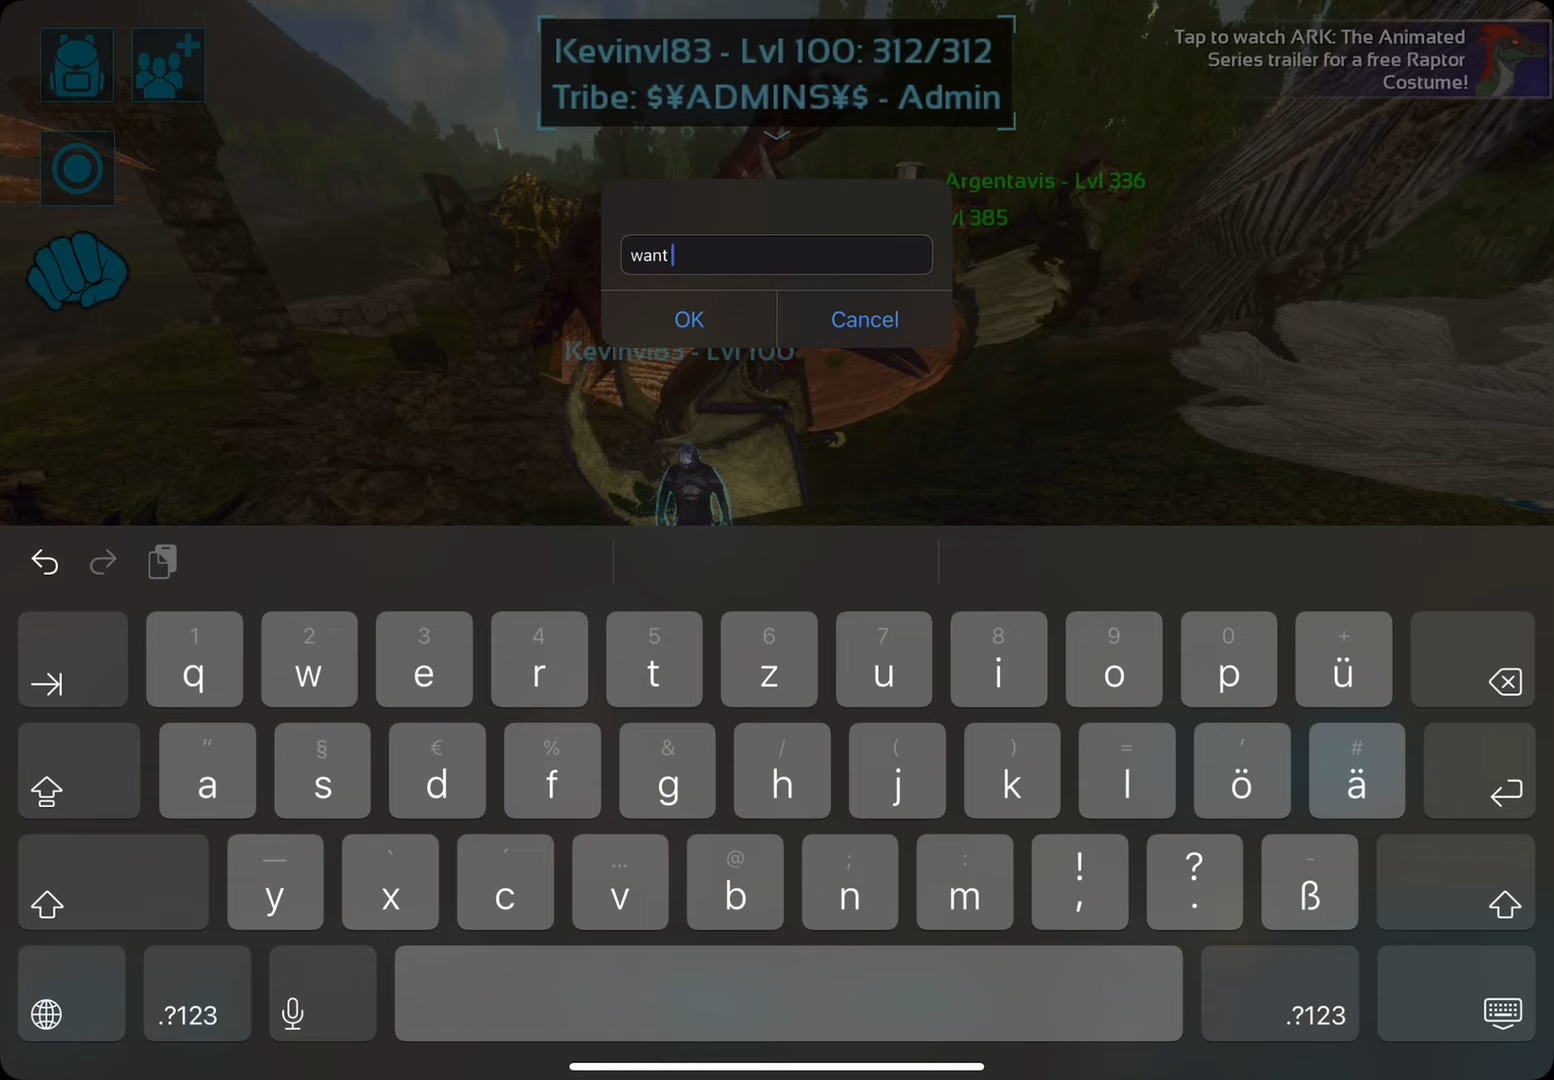 Kevinvl83 - Lvl 100: 312/312
Tribe: $¥ADMINS¥$ - Admin
Tap to watch ARK: The Animated
Series trailer for a free Raptor
Costume!
Argentavis - Lvl 336
vl 385
want
OK Cancel
Kevinvl83 - Lvl 100
1 2 3 4 5 6 7 8 9 0 +
q w e r t z u i o p ü
" § € % & / ( ) = ' #
a s d f g h j k l ö ä
— ` ´ ... @ ; : ! ? -
y x c v b n m , . ß
.?123 .?123